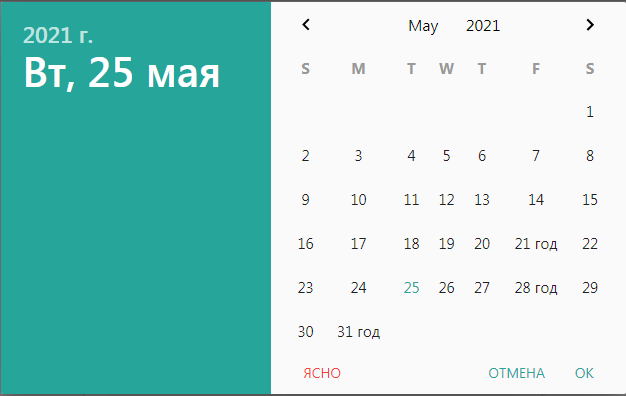 2021 г.
Вт, 25 мая
May 2021
S M T W T F S
1
2 3 4 5 6 7 8
9 10 11 12 13 14 15
16 17 18 19 20 21 год 22
23 24 25 26 27 28 год 29
30 31 год
ЯСНО ОТМЕНА OK